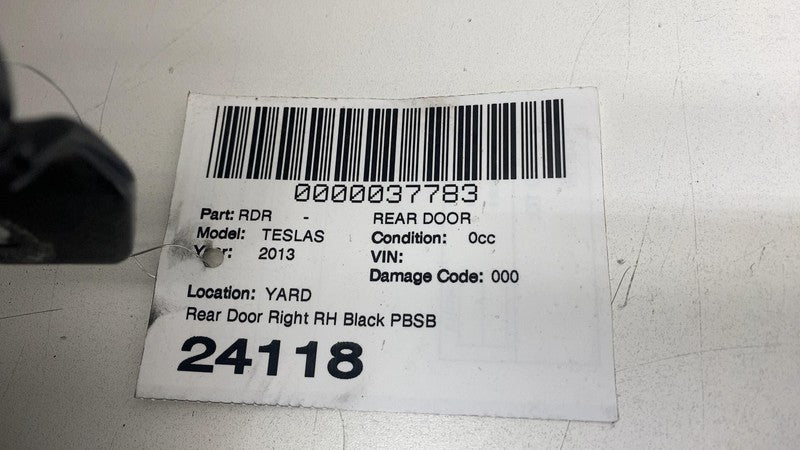 0000037783
Part: RDR - REAR DOOR
Model: TESLAS Condition: 0cc
Year: 2013 VIN:
Damage Code: 000
Location: YARD
Rear Door Right RH Black PBSB
24118